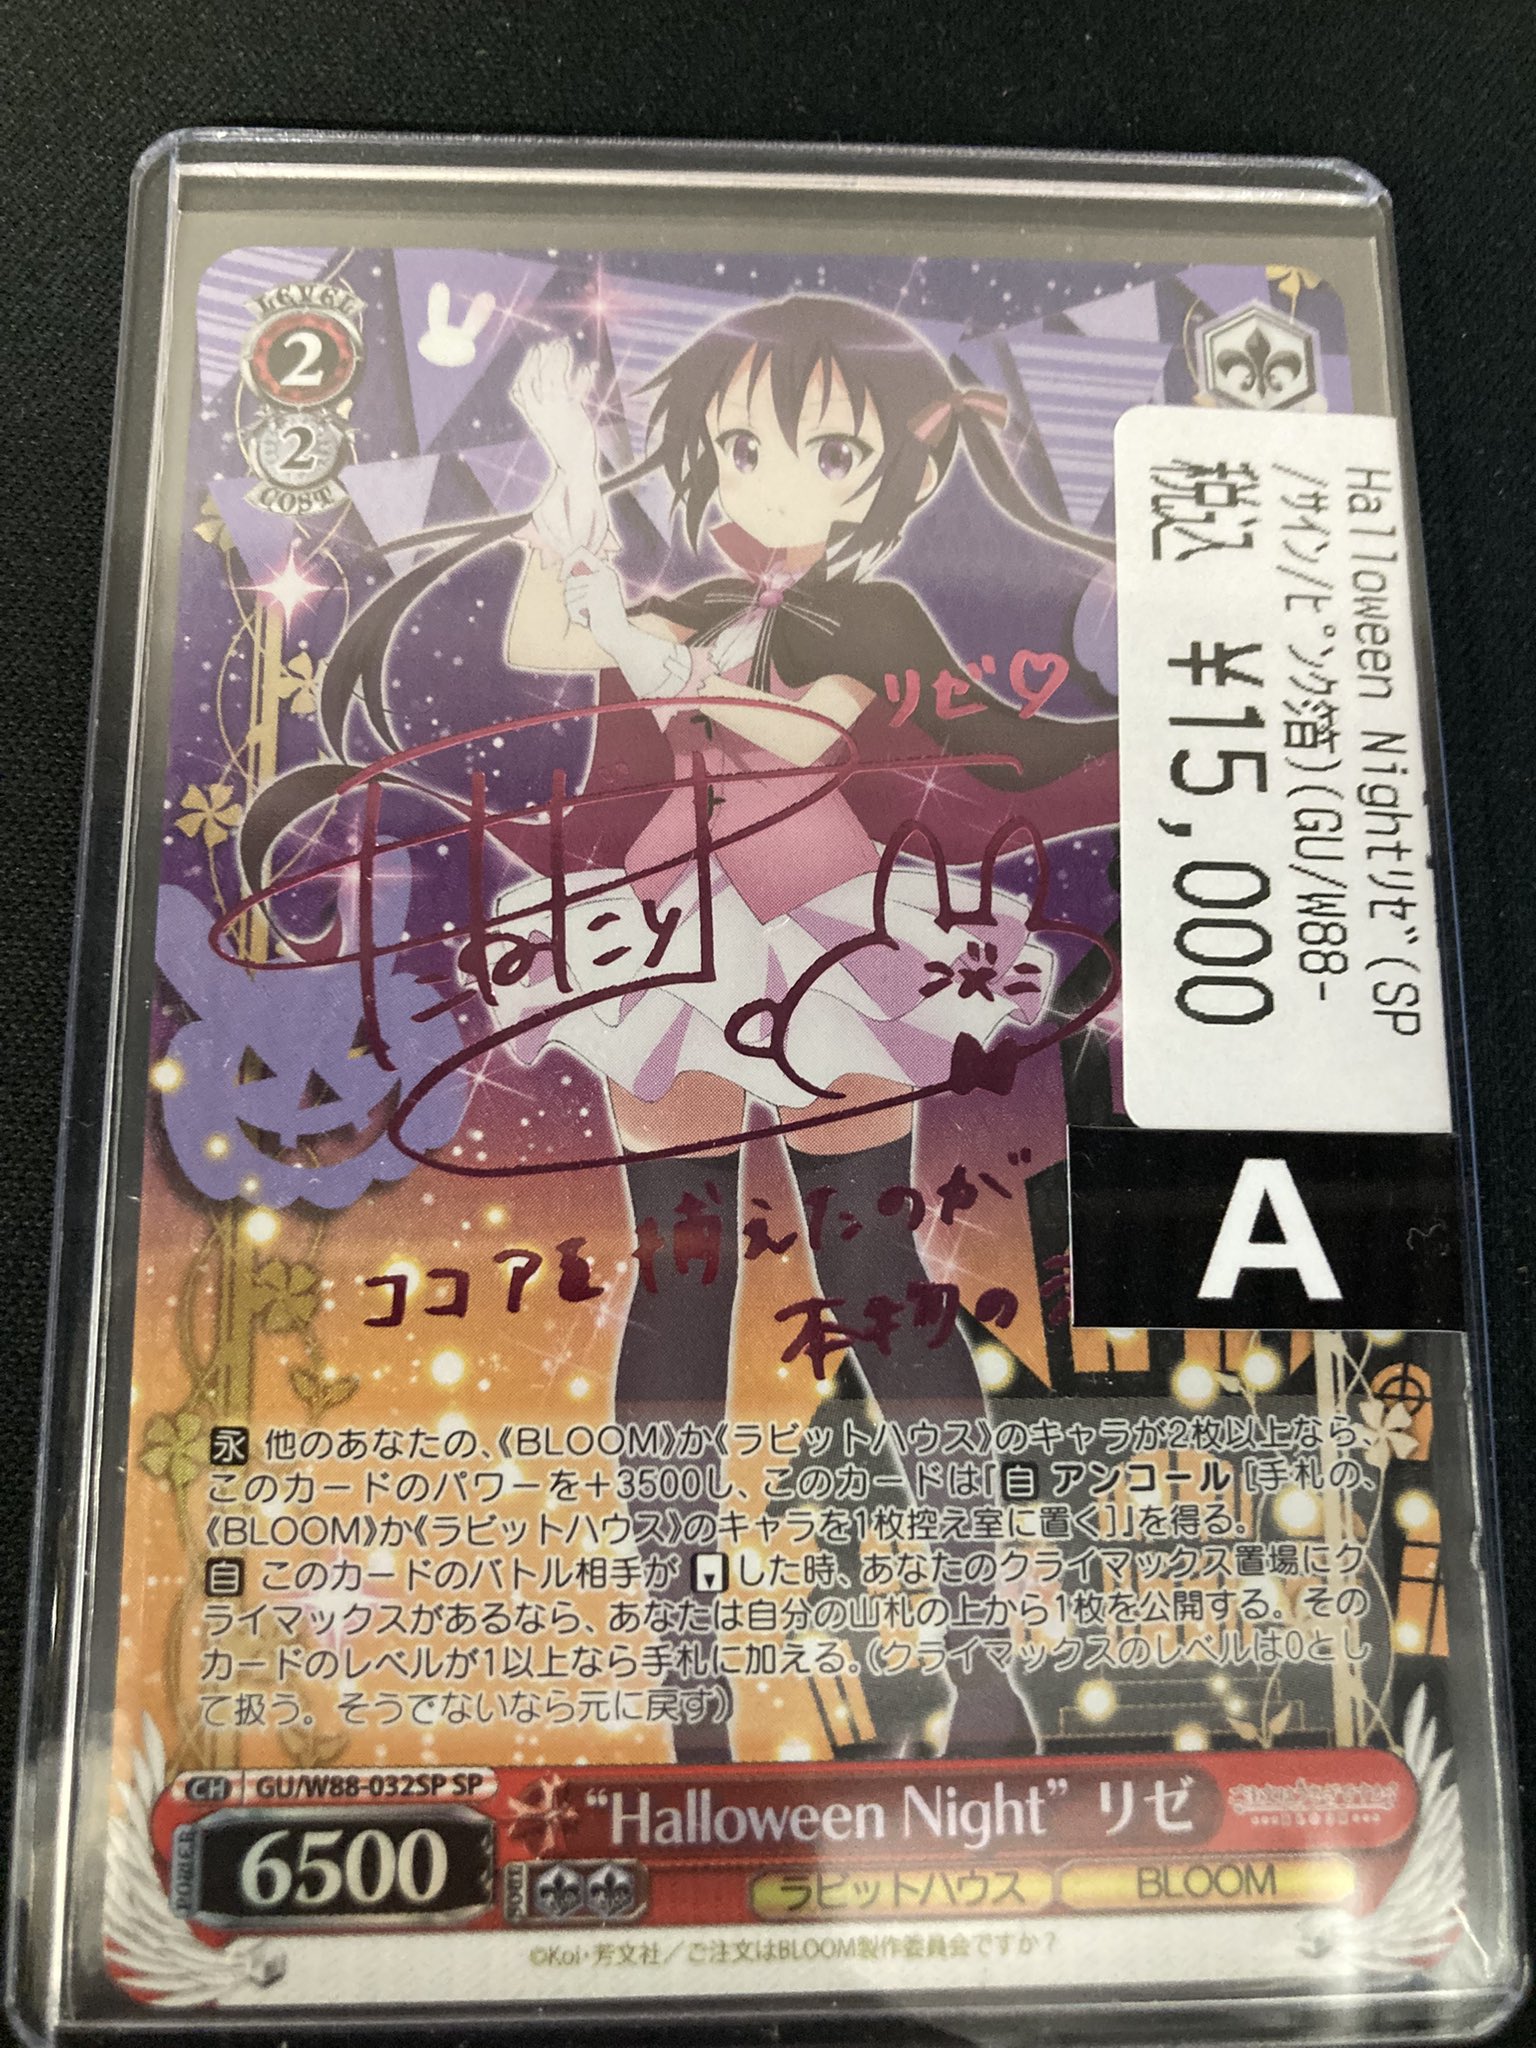 LEVEL
2
2
COST
Halloween Nightﾘｾﾞ(SP
/ｻｲﾝ/ﾋﾟﾝｸ箔)(GU/W88-
税込 ¥15,000
A
リゼ♡
たねだ
ココアを捕えたのが
本物の
永 他のあなたの、《BLOOM》か《ラビットハウス》のキャラが2枚以上なら、
このカードのパワーを＋3500し、このカードは『自 アンコール [手札の、
《BLOOM》か《ラビットハウス》のキャラを1枚控え室に置く]』を得る。
自 このカードのバトル相手が した時、あなたのクライマックス置場にク
ライマックスがあるなら、あなたは自分の山札の上から1枚を公開する。その
カードのレベルが1以上なら手札に加える。(クライマックスのレベルは0とし
て扱う。そうでないなら元に戻す)
CH GU/W88-032SP SP
“Halloween Night” リゼ
POWER
6500
SOUL
ラビットハウス
BLOOM
©Koi・芳文社／ご注文はBLOOM製作委員会ですか？